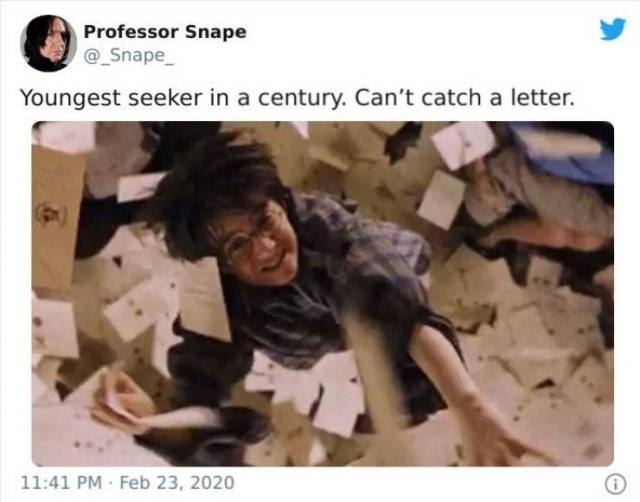 Professor Snape
@_Snape_
Youngest seeker in a century. Can’t catch a letter.
11:41 PM · Feb 23, 2020